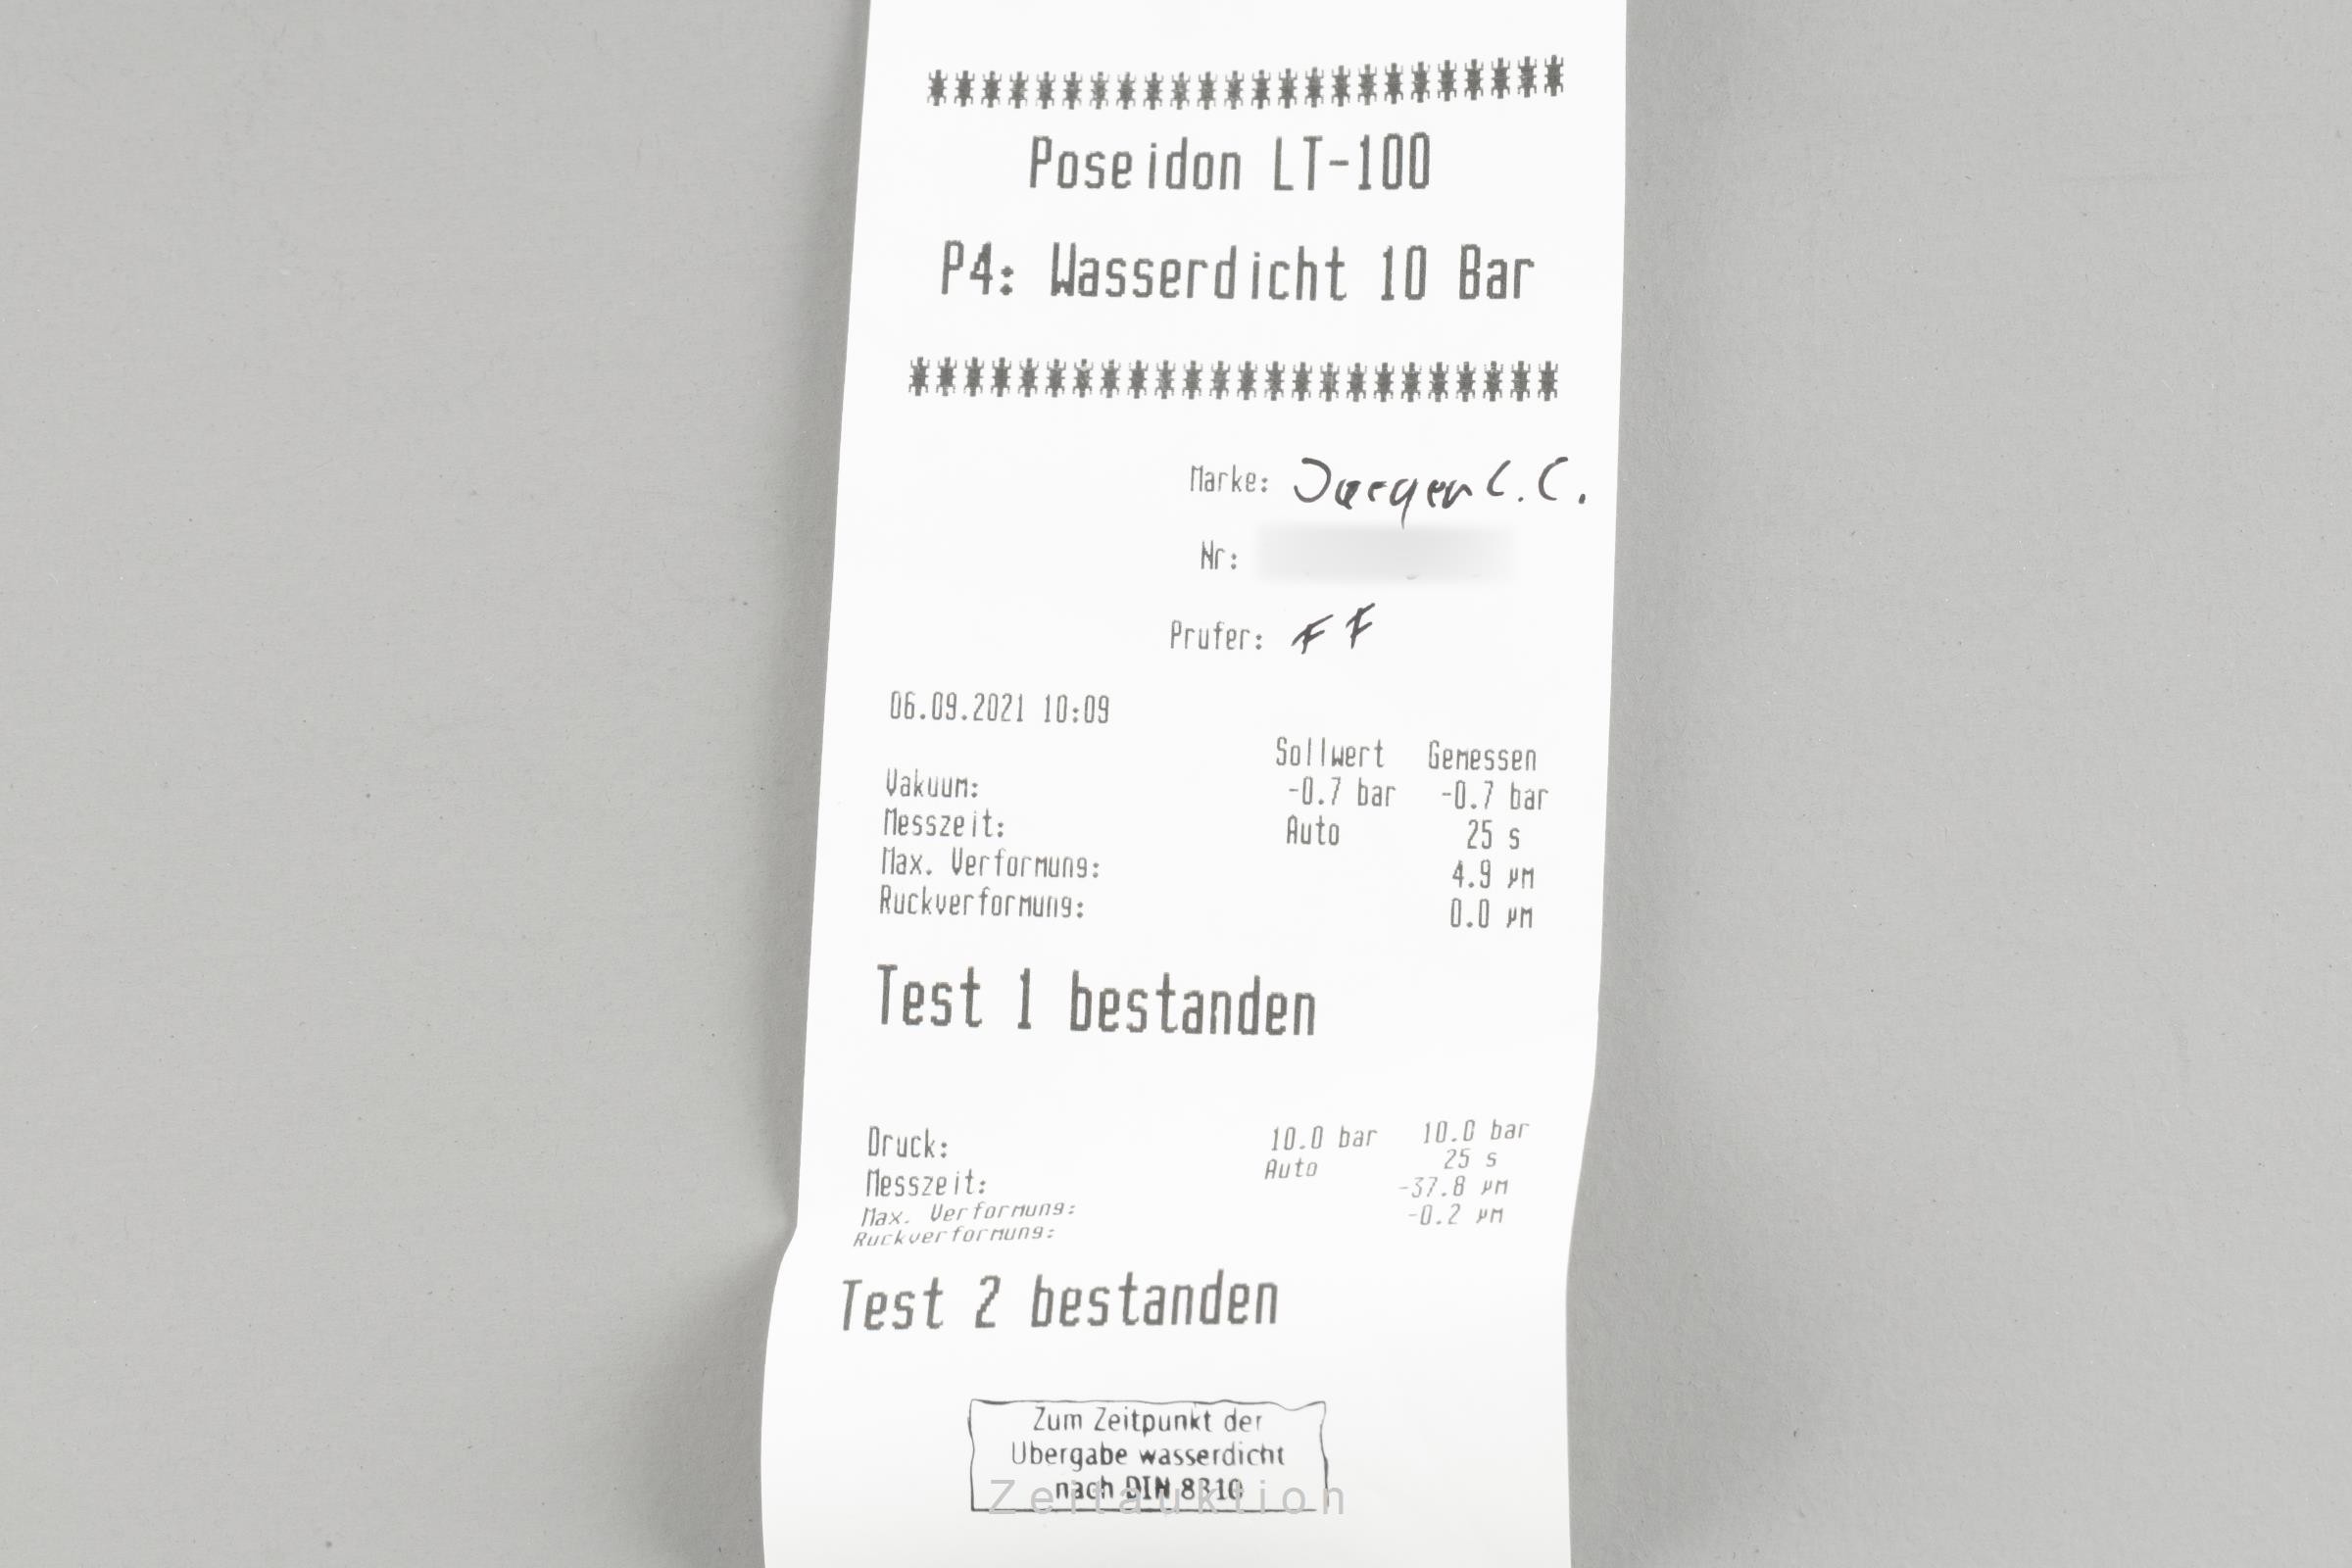 ************************
Poseidon LT-100
P4: Wasserdicht 10 Bar
************************
Marke: Jaeger L.C.
Nr:
Prufer: FF
06.09.2021 10:09
Sollwert Gemessen
Vakuum: -0.7 bar -0.7 bar
Messzeit: Auto 25 s
Max. Verformung: 4.9 µm
Ruckverformung: 0.0 µm
Test 1 bestanden
Druck: 10.0 bar 10.0 bar
Messzeit: Auto 25 s
Max. Verformung: -37.8 µm
Ruckverformung: -0.2 µm
Test 2 bestanden
Zum Zeitpunkt der
Übergabe wasserdicht
nach DIN 8310
Zeitauktion